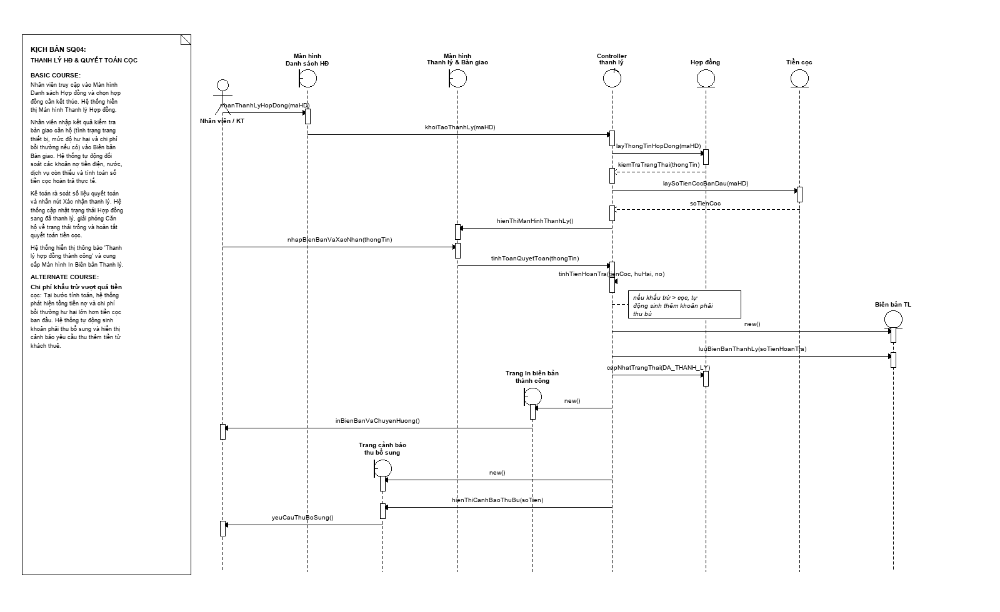 KỊCH BẢN SQ04:
THANH LÝ HĐ & QUYẾT TOÁN CỌC
BASIC COURSE:
Nhân viên truy cập vào Màn hình
Danh sách Hợp đồng và chọn hợp
đồng cần kết thúc. Hệ thống hiển
thị Màn hình Thanh lý Hợp đồng.
Nhân viên nhập kết quả kiểm tra
bàn giao căn hộ (tình trạng trang
thiết bị, mức độ hư hại và chi phí
bồi thường nếu có) vào Biên bản
Bàn giao. Hệ thống tự động đối
soát các khoản nợ tiền điện, nước,
dịch vụ còn thiếu và tính toán số
tiền cọc hoàn trả thực tế.
Kế toán rà soát số liệu quyết toán
và nhấn nút Xác nhận thanh lý. Hệ
thống cập nhật trạng thái Hợp đồng
sang đã thanh lý, giải phóng Căn
hộ về trạng thái trống và hoàn tất
quyết toán tiền cọc.
Hệ thống hiển thị thông báo 'Thanh
lý hợp đồng thành công' và cung
cấp Màn hình In Biên bản Thanh lý.
ALTERNATE COURSE:
Chi phí khấu trừ vượt quá tiền
cọc: Tại bước tính toán, hệ thống
phát hiện tổng tiền nợ và chi phí
bồi thường hư hại lớn hơn tiền cọc
ban đầu. Hệ thống tự động sinh
khoản phải thu bổ sung và hiển thị
cảnh báo yêu cầu thu thêm tiền từ
khách thuê.
Nhân viên / KT
Màn hình
Danh sách HĐ
Màn hình
Thanh lý & Bàn giao
Controller
thanh lý
Hợp đồng
Tiền cọc
nhanThanhLyHopDong(maHD)
khoiTaoThanhLy(maHD)
layThongTinHopDong(maHD)
kiemTraTrangThai(thongTin)
laySoTienCocBanDau(maHD)
soTienCoc
hienThiManHinhThanhLy()
nhapBienBanVaXacNhan(thongTin)
tinhToanQuyetToan(thongTin)
tinhTienHoanTra(tienCoc, huHai, no)
nếu khấu trừ > cọc, tự
động sinh thêm khoản phải
thu bù
Biên bản TL
new()
luuBienBanThanhLy(soTienHoanTra)
capNhatTrangThai(DA_THANH_LY)
Trang In biên bản
thành công
new()
inBienBanVaChuyenHuong()
Trang cảnh báo
thu bổ sung
new()
hienThiCanhBaoThuBu(soTien)
yeuCauThuBoSung()